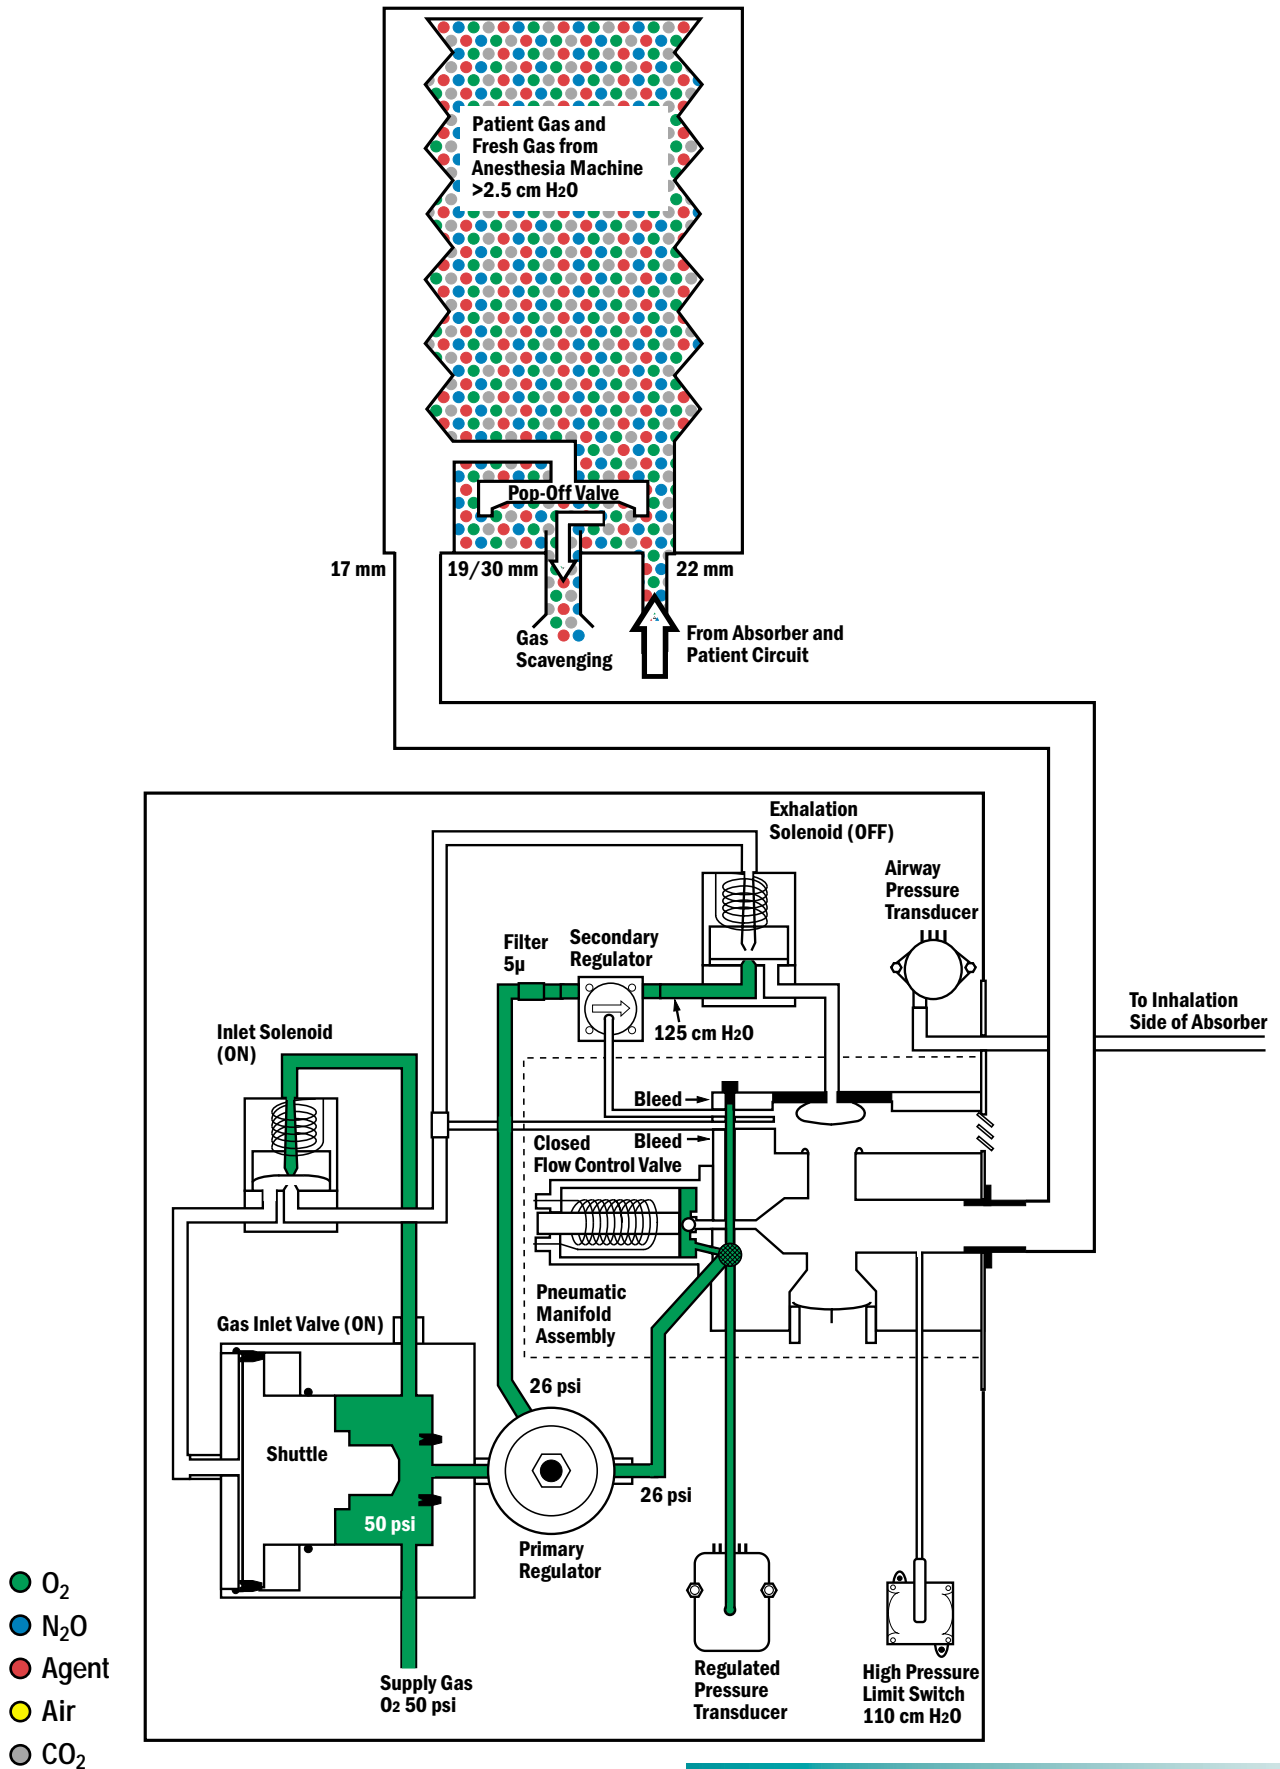 Patient Gas and
Fresh Gas from
Anesthesia Machine
>2.5 cm H2O
Pop-Off Valve
17 mm
19/30 mm
22 mm
Gas
Scavenging
From Absorber and
Patient Circuit
Exhalation
Solenoid (OFF)
Airway
Pressure
Transducer
Filter
5µ
Secondary
Regulator
125 cm H2O
To Inhalation
Side of Absorber
Inlet Solenoid
(ON)
Bleed
Bleed
Closed
Flow Control Valve
Pneumatic
Manifold
Assembly
Gas Inlet Valve (ON)
26 psi
Shuttle
26 psi
50 psi
Primary
Regulator
Supply Gas
O2 50 psi
Regulated
Pressure
Transducer
High Pressure
Limit Switch
110 cm H2O
O2
N2O
Agent
Air
CO2